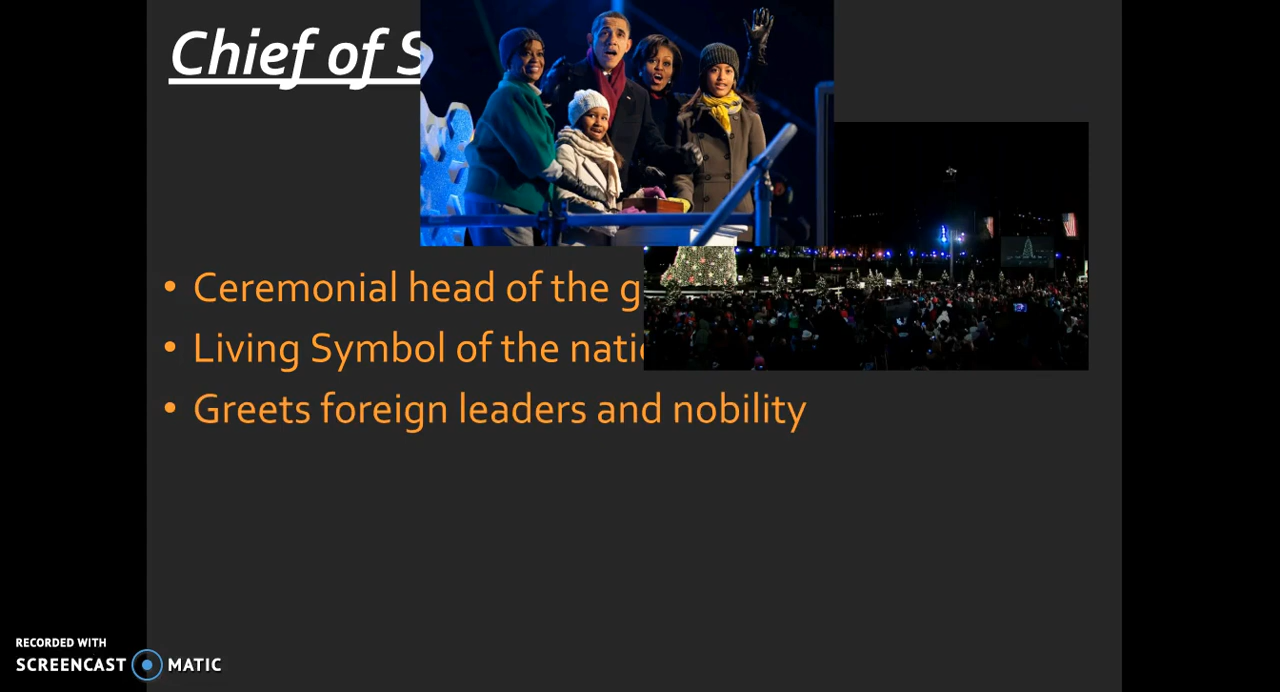 Chief of S
• Ceremonial head of the g
• Living Symbol of the nati
• Greets foreign leaders and nobility
RECORDED WITH
SCREENCAST MATIC